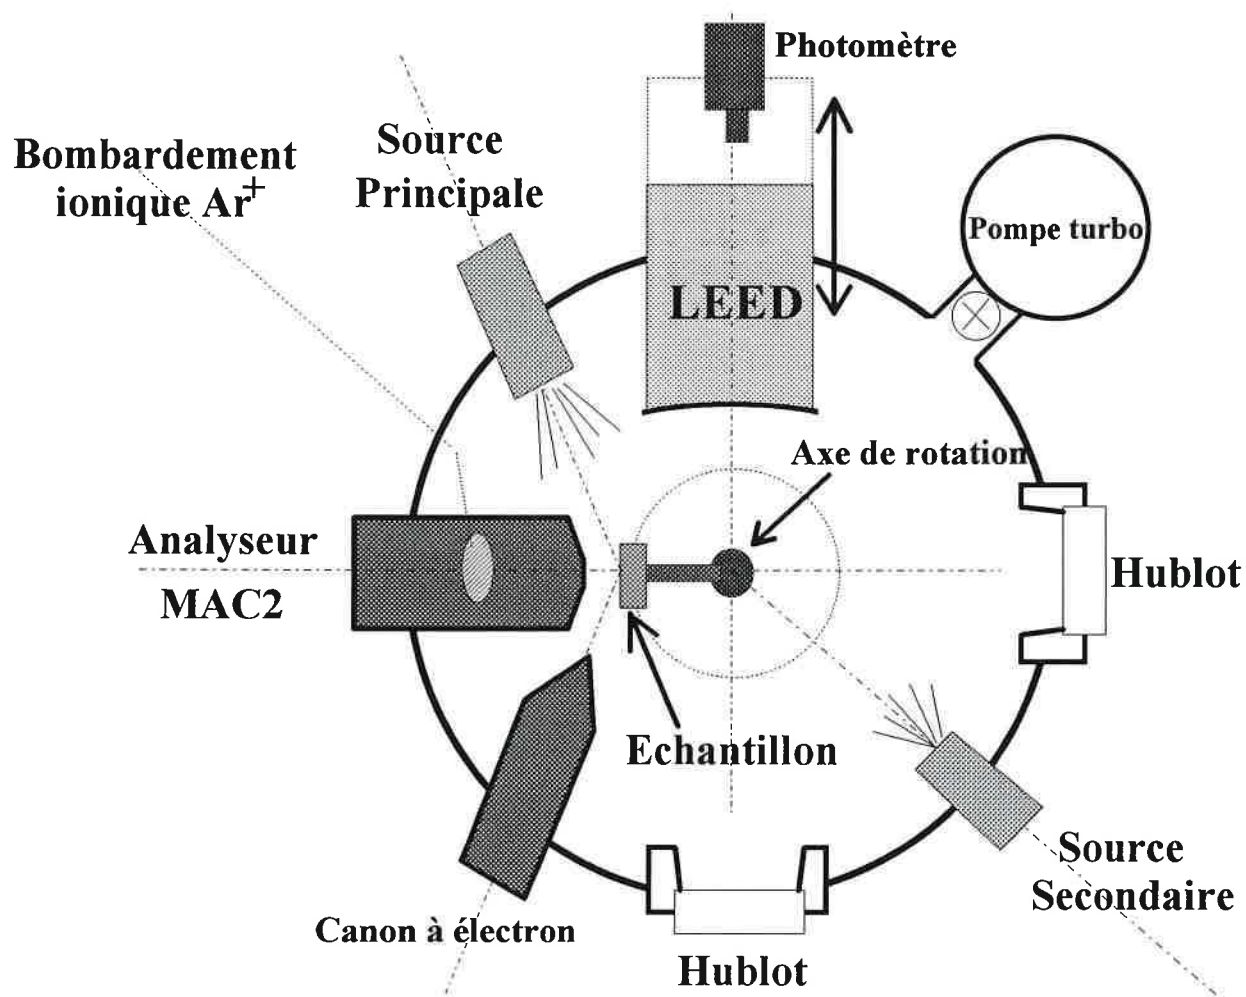 Photomètre
Source
Principale
Bombardement
ionique Ar+
Pompe turbo
LEED
Axe de rotation
Analyseur
MAC2
Hublot
Echantillon
Source
Secondaire
Canon à électron
Hublot